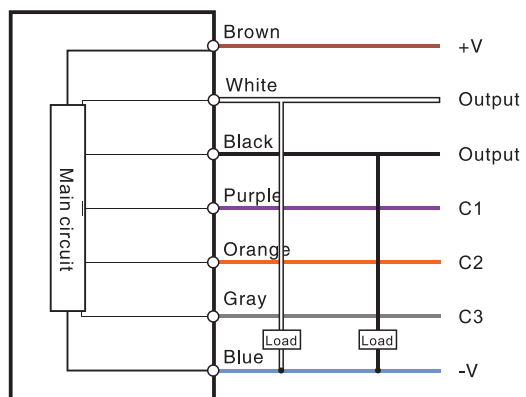 Brown
+V
White
Output
Black
Output
Main circuit
Purple
C1
Orange
C2
Gray
C3
Load
Load
Blue
-V